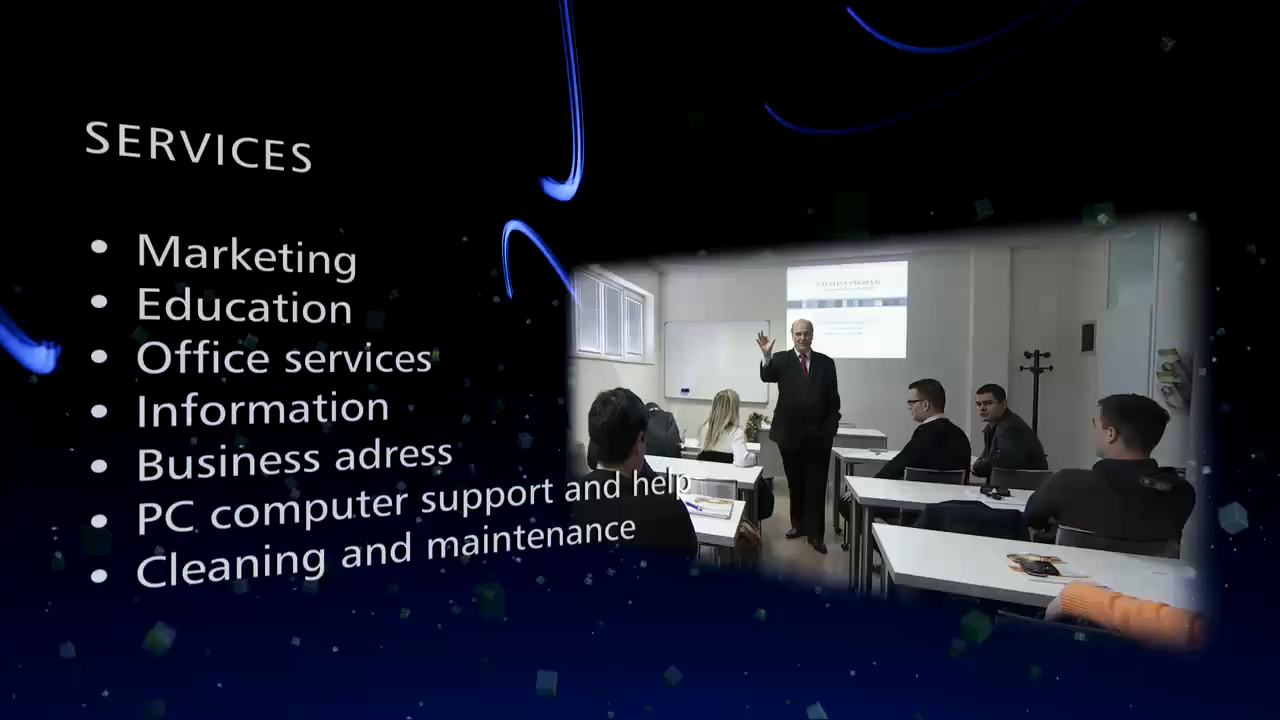 SERVICES
• Marketing
• Education
• Office services
• Information
• Business adress
• PC computer support and help
• Cleaning and maintenance